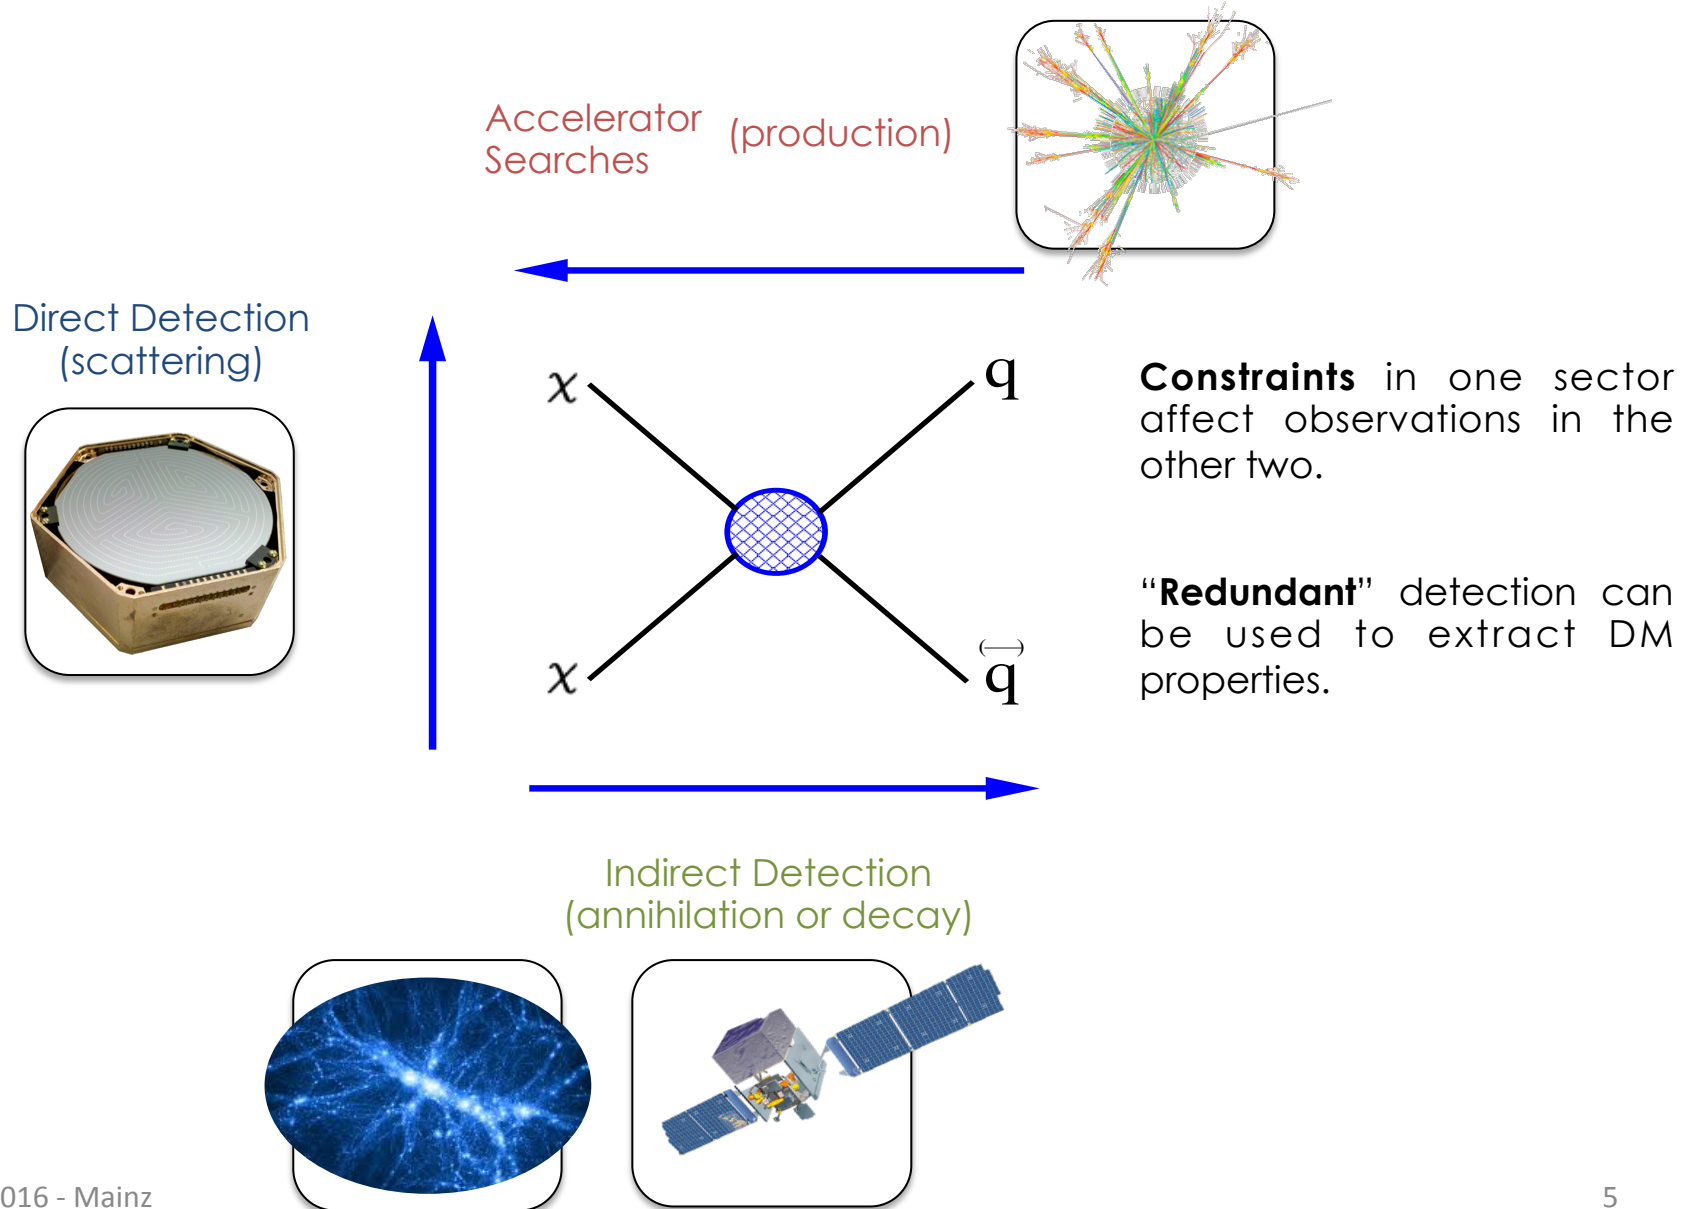 Accelerator
Searches
(production)
Direct Detection
(scattering)
χ
q
χ
(—)
q
Constraints in one sector
affect observations in the
other two.
“Redundant” detection can
be used to extract DM
properties.
Indirect Detection
(annihilation or decay)
016 - Mainz
5